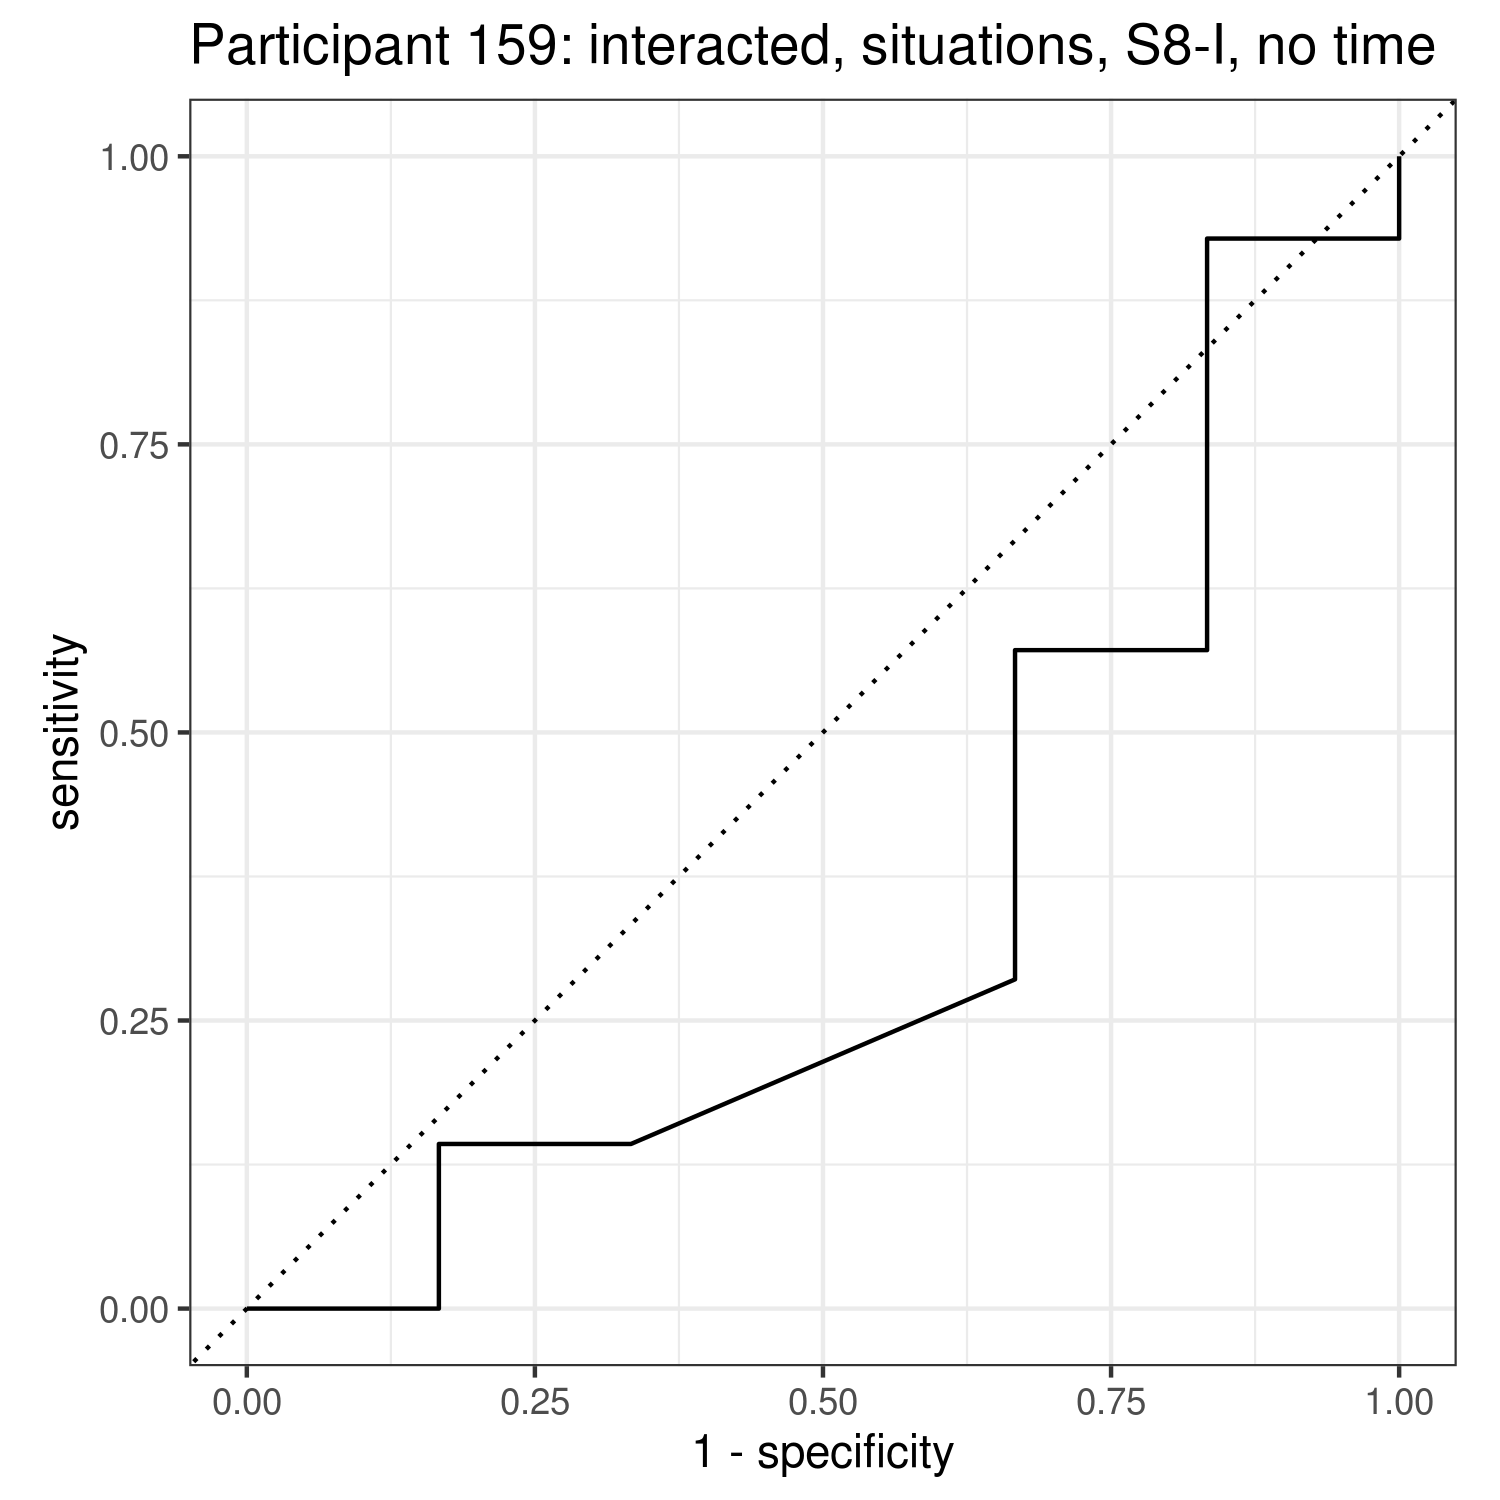 Participant 159: interacted, situations, S8-I, no time
sensitivity
1.00
0.75
0.50
0.25
0.00
0.00 0.25 0.50 0.75 1.00
1 - specificity